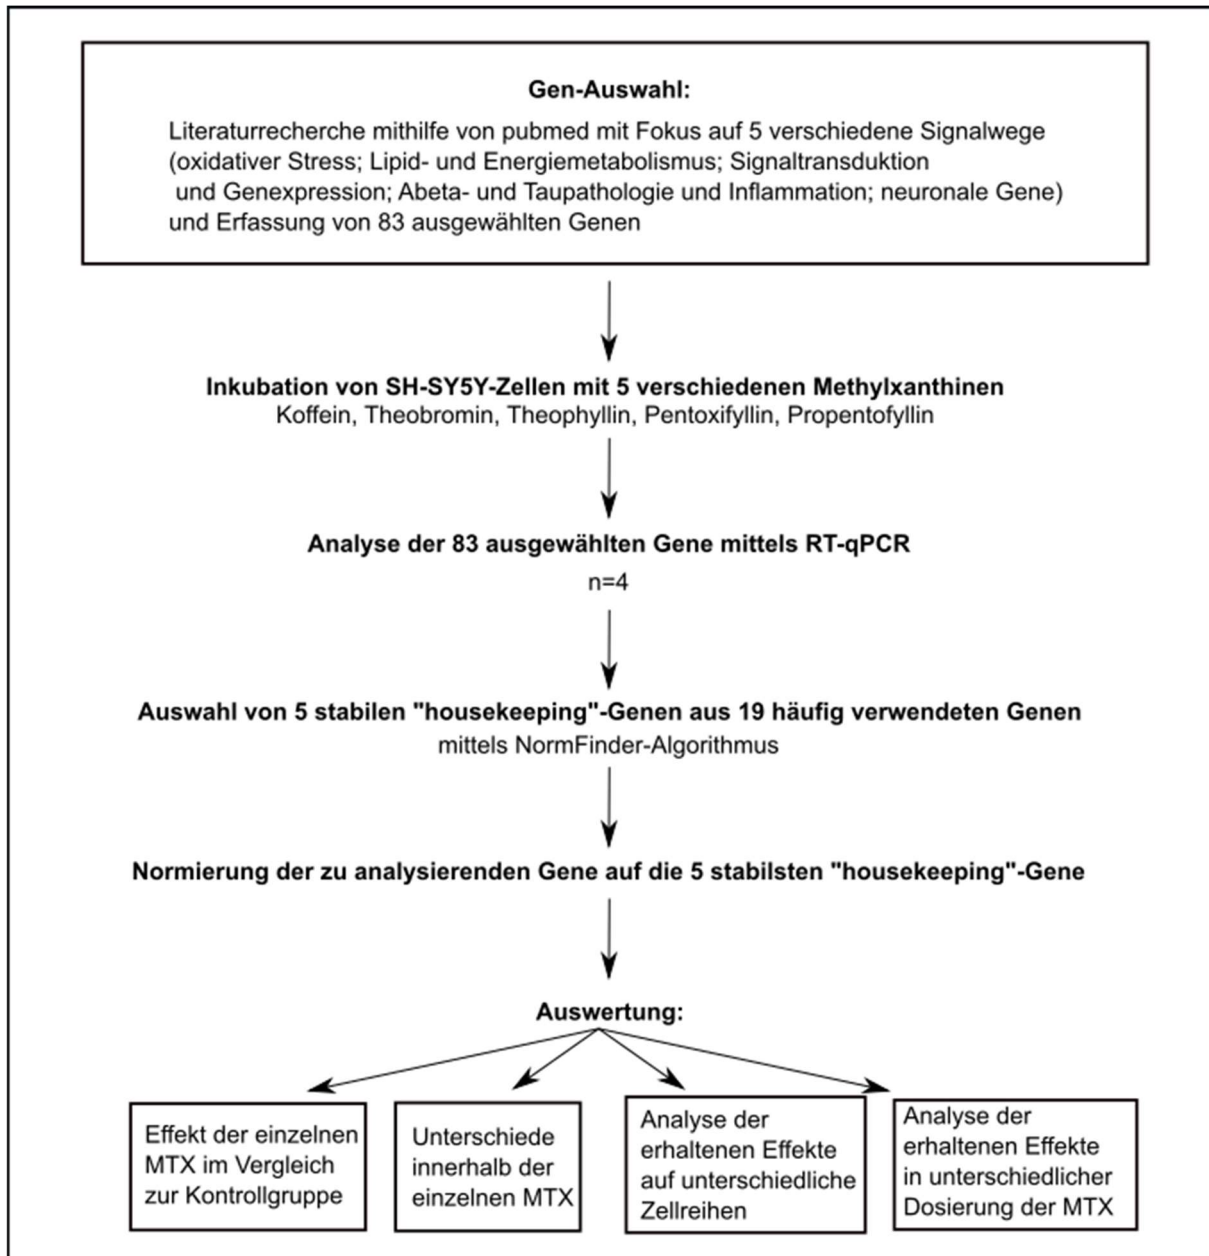 Gen-Auswahl:
Literaturrecherche mithilfe von pubmed mit Fokus auf 5 verschiedene Signalwege
(oxidativer Stress; Lipid- und Energiemetabolismus; Signaltransduktion
und Genexpression; Abeta- und Taupathologie und Inflammation; neuronale Gene)
und Erfassung von 83 ausgewählten Genen
Inkubation von SH-SY5Y-Zellen mit 5 verschiedenen Methylxanthinen
Koffein, Theobromin, Theophyllin, Pentoxifyllin, Propentofyllin
Analyse der 83 ausgewählten Gene mittels RT-qPCR
n=4
Auswahl von 5 stabilen "housekeeping"-Genen aus 19 häufig verwendeten Genen
mittels NormFinder-Algorithmus
Normierung der zu analysierenden Gene auf die 5 stabilsten "housekeeping"-Gene
Auswertung:
Effekt der einzelnen
MTX im Vergleich
zur Kontrollgruppe
Unterschiede
innerhalb der
einzelnen MTX
Analyse der
erhaltenen Effekte
auf unterschiedliche
Zellreihen
Analyse der
erhaltenen Effekte
in unterschiedlicher
Dosierung der MTX